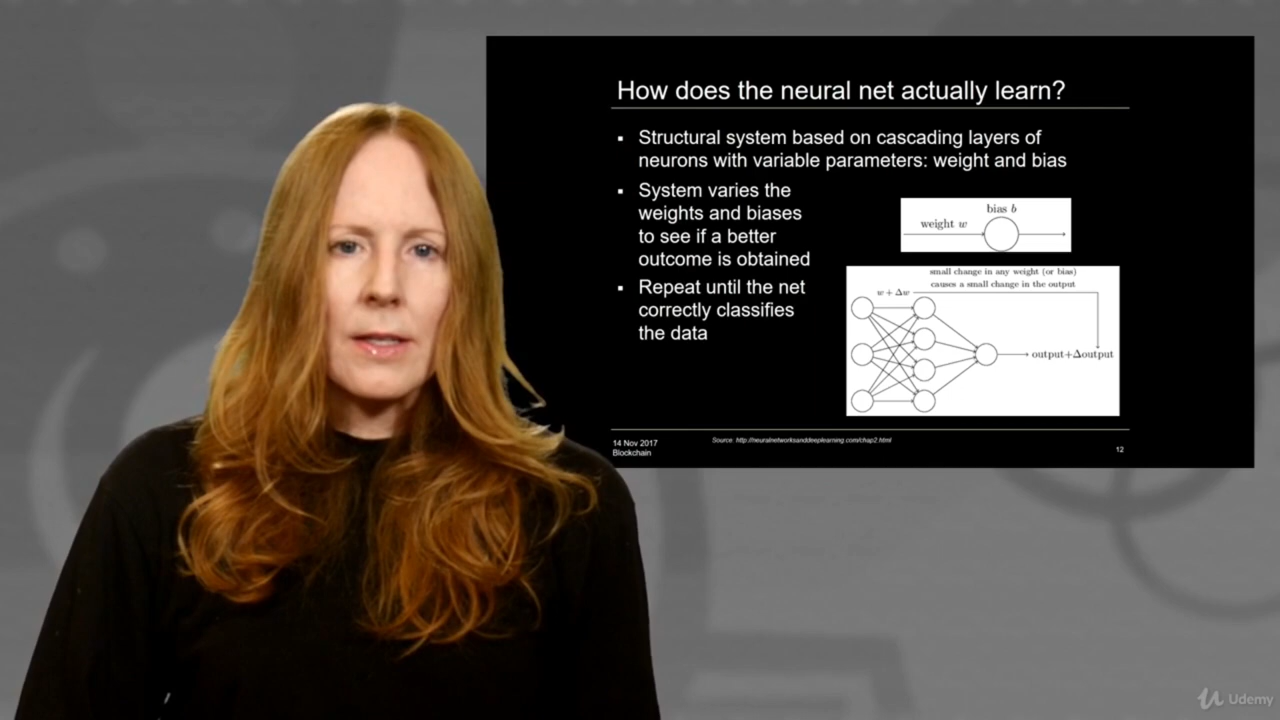 How does the neural net actually learn?
▪ Structural system based on cascading layers of
neurons with variable parameters: weight and bias
▪ System varies the
weights and biases
to see if a better
outcome is obtained
▪ Repeat until the net
correctly classifies
the data
bias b
weight w
small change in any weight (or bias)
causes a small change in the output
w + Δw
output+Δoutput
14 Nov 2017
Blockchain
Source: http://neuralnetworksanddeeplearning.com/chap2.html
12
Udemy